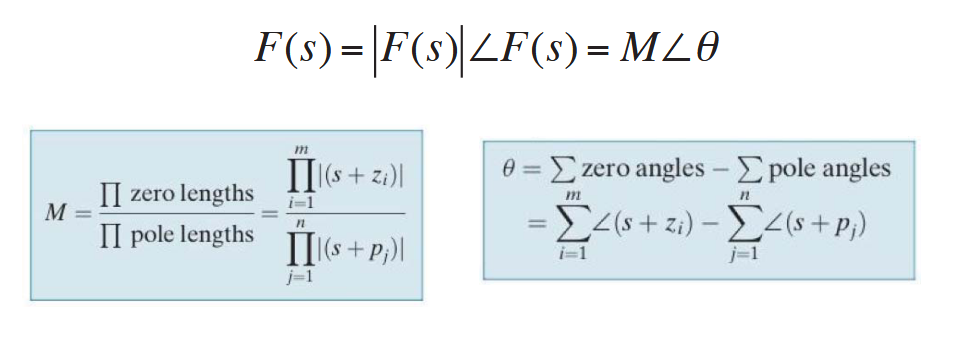 F(s) = |F(s)|∠F(s) = M∠θ
M = ∏ zero lengths / ∏ pole lengths = ∏_{i=1}^{m} |(s + z_i)| / ∏_{j=1}^{n} |(s + p_j)|
θ = ∑ zero angles − ∑ pole angles
= ∑_{i=1}^{m} ∠(s + z_i) − ∑_{j=1}^{n} ∠(s + p_j)